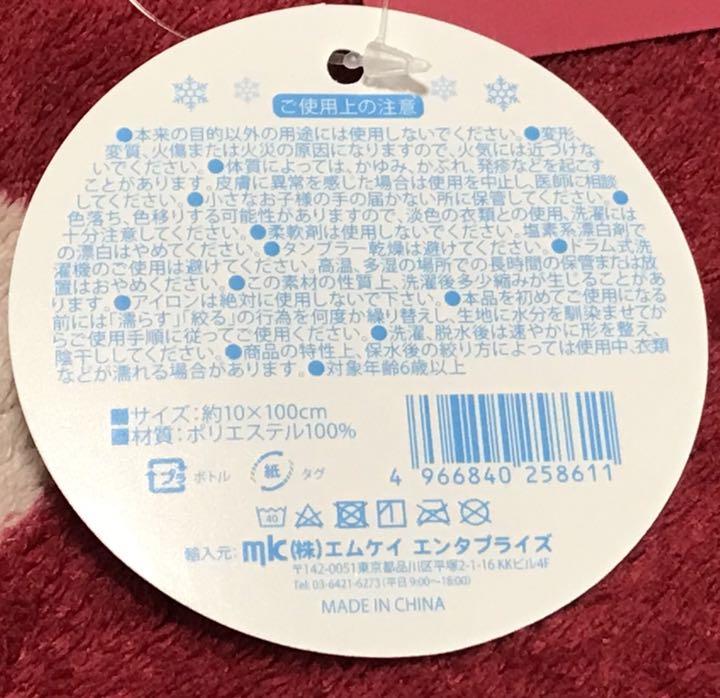 ご使用上の注意
●本来の目的以外の用途には使用しないでください。●変形、
変質、火傷または火災の原因になりますので、火気には近づけな
いでください。●体質によっては、かゆみ、かぶれ、発疹などを起こす
ことがあります。皮膚に異常を感じた場合は使用を中止し、医師に相談
してください。●小さなお子様の手の届かない所に保管してください。●
色落ち、色移りする可能性がありますので、淡色の衣類との使用、洗濯には
十分注意してください。●柔軟剤は使用しないでください。塩素系漂白剤で
の漂白はやめてください。●タンブラー乾燥は避けてください。●ドラム式洗
濯機のご使用は避けてください。高温、多湿の場所での長時間の保管または放
置はおやめください。●この素材の性質上、洗濯後多少縮みが生じることがあ
ります。●アイロンは絶対に使用しないで下さい。●本品を初めてご使用になる
前には「濡らす」「絞る」の行為を何度か繰り替えし、生地に水分を馴染ませてか
らご使用手順に従ってご使用ください。●洗濯、脱水後は速やかに形を整え、
陰干ししてください。●商品の特性上、保水後の絞り方によっては使用中、衣類
などが濡れる場合があります。●対象年齢6歳以上
■サイズ：約10×100cm
■材質：ポリエステル100%
プラ ボトル 紙 タグ
4 966840 258611
40
輸入元：mk(株)エムケイ エンタプライズ
〒142-0051東京都品川区平塚2-1-16 KKビル4F
Tel: 03-6421-6273（平日9:00〜18:00）
MADE IN CHINA